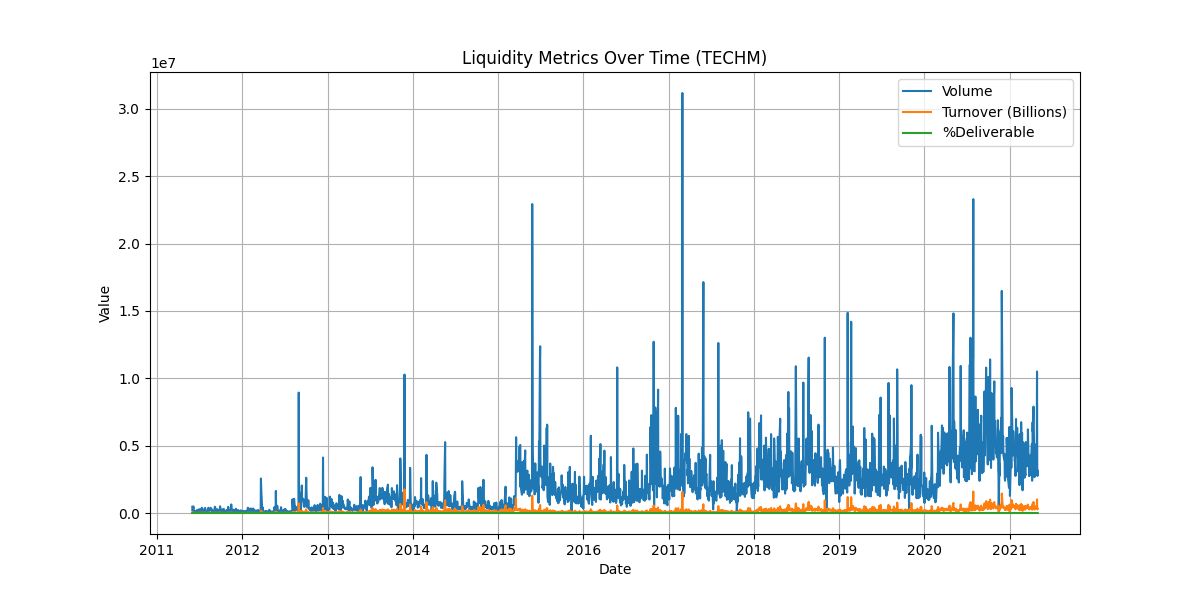 Liquidity Metrics Over Time (TECHM)
1e7
Volume
Turnover (Billions)
%Deliverable
3.0
2.5
2.0
1.5
1.0
0.5
0.0
Value
2011 2012 2013 2014 2015 2016 2017 2018 2019 2020 2021
Date